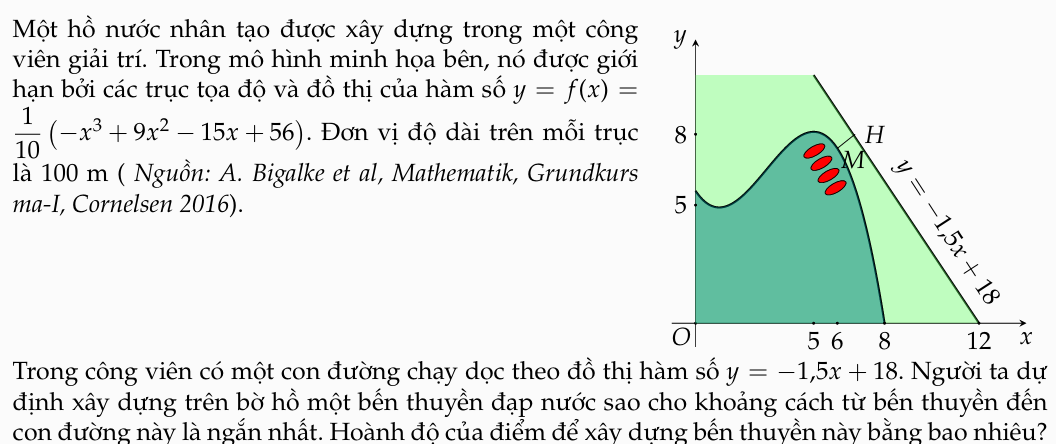 Một hồ nước nhân tạo được xây dựng trong một công
viên giải trí. Trong mô hình minh họa bên, nó được giới
hạn bởi các trục tọa độ và đồ thị của hàm số y = f(x) =
1/10 (−x³ + 9x² − 15x + 56). Đơn vị độ dài trên mỗi trục
là 100 m ( Nguồn: A. Bigalke et al, Mathematik, Grundkurs
ma-I, Cornelsen 2016).
y
8
H
M
y = −1,5x + 18
5
O
5 6 8 12 x
Trong công viên có một con đường chạy dọc theo đồ thị hàm số y = −1,5x + 18. Người ta dự
định xây dựng trên bờ hồ một bến thuyền đạp nước sao cho khoảng cách từ bến thuyền đến
con đường này là ngắn nhất. Hoành độ của điểm để xây dựng bến thuyền này bằng bao nhiêu?